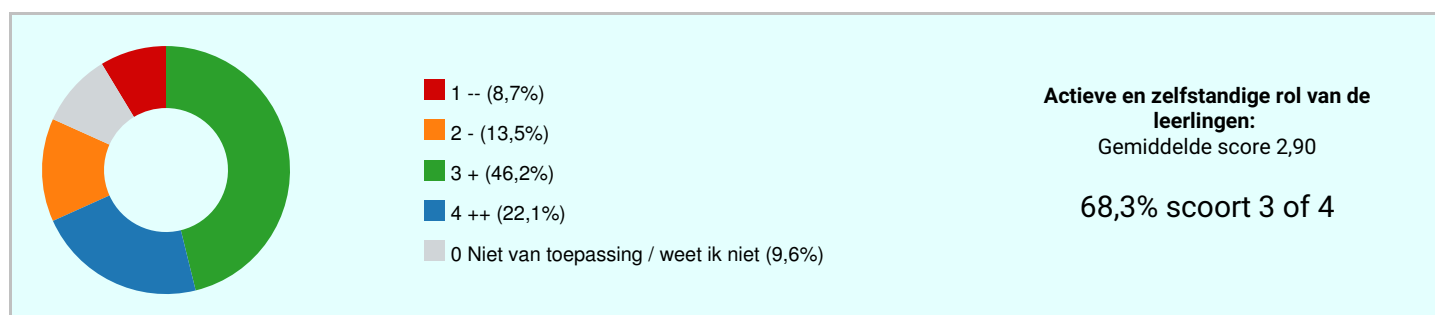 1 -- (8,7%)
2 - (13,5%)
3 + (46,2%)
4 ++ (22,1%)
0 Niet van toepassing / weet ik niet (9,6%)
Actieve en zelfstandige rol van de
leerlingen:
Gemiddelde score 2,90
68,3% scoort 3 of 4